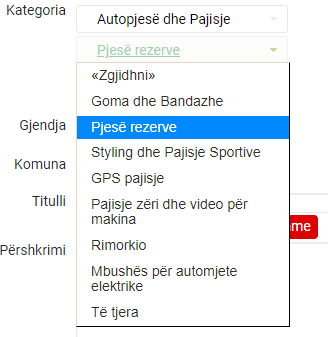 Kategoria
Autopjesë dhe Pajisje
Pjesë rezerve
«Zgjidhni»
Goma dhe Bandazhe
Gjendja
Pjesë rezerve
Styling dhe Pajisje Sportive
Komuna
GPS pajisje
Titulli
Pajisje zëri dhe video për
makina
me
Përshkrimi
Rimorkio
Mbushës për automjete
elektrike
Të tjera